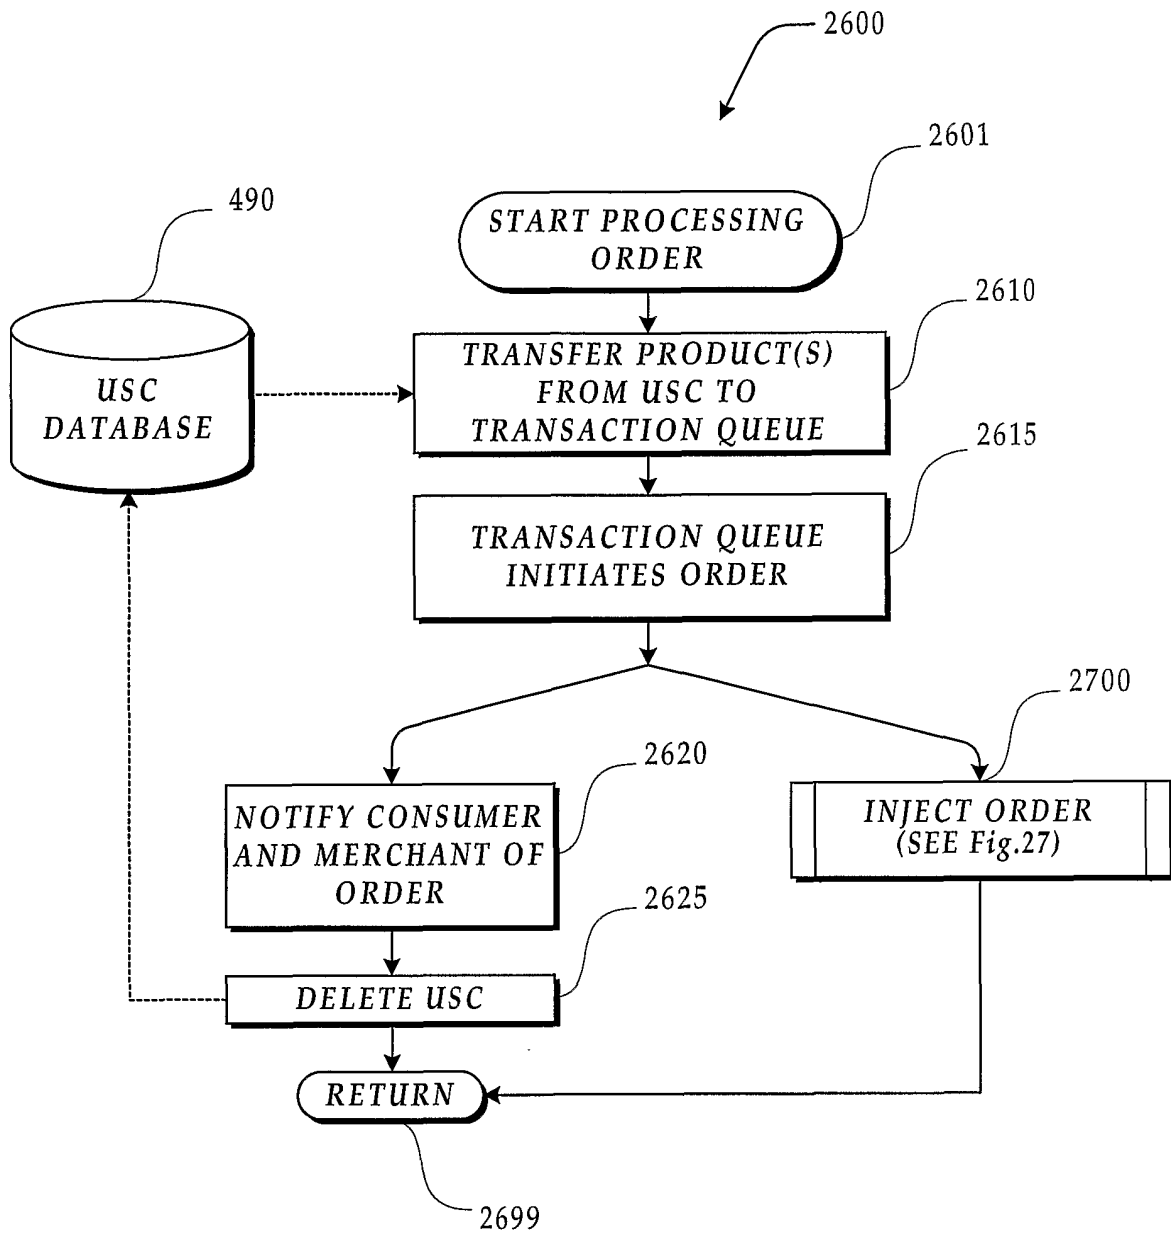 2600
2601
490
START PROCESSING
ORDER
2610
TRANSFER PRODUCT(S)
FROM USC TO
TRANSACTION QUEUE
USC
DATABASE
2615
TRANSACTION QUEUE
INITIATES ORDER
2700
2620
INJECT ORDER
(SEE Fig.27)
NOTIFY CONSUMER
AND MERCHANT OF
ORDER
2625
DELETE USC
RETURN
2699